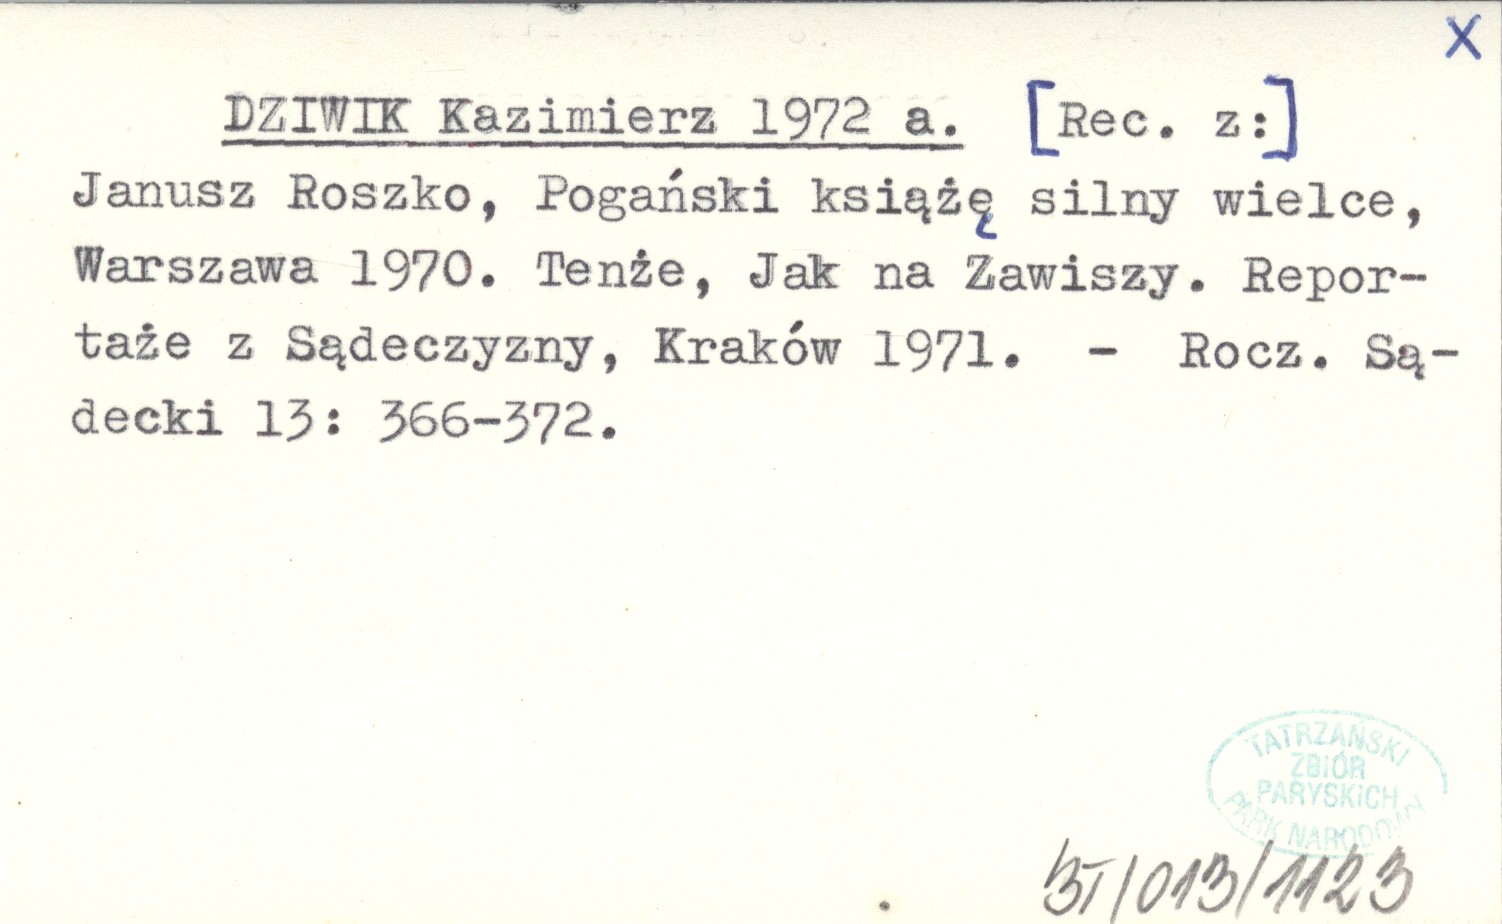 X
DZIWIK Kazimierz 1972 a. [Rec. z:]
Janusz Roszko, Pogański książę silny wielce,
Warszawa 1970. Tenże, Jak na Zawiszy. Repor-
taże z Sądeczyzny, Kraków 1971. - Rocz. Są-
decki 13: 366-372.
TATRZAŃSKI
ZBIÓR
PARYSKICH
PARK NARODOWY
/013/1123